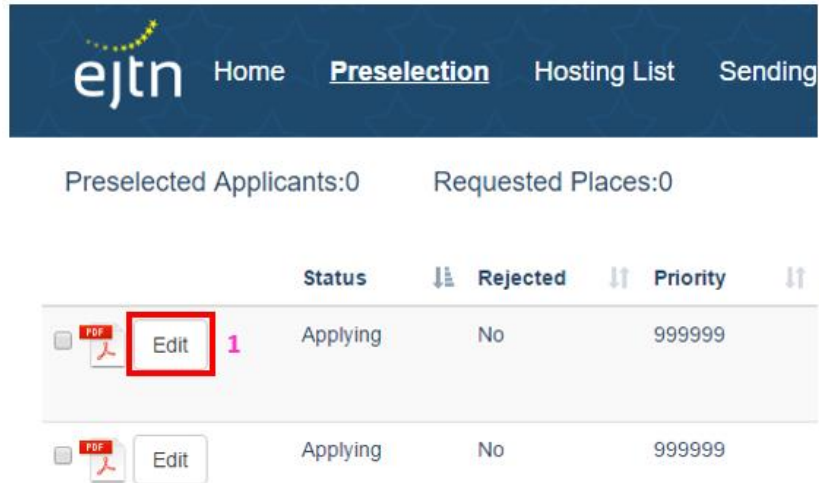 ejtn Home Preselection Hosting List Sending
Preselected Applicants:0 Requested Places:0
Status Rejected Priority
PDF Edit 1 Applying No 999999
PDF Edit Applying No 999999